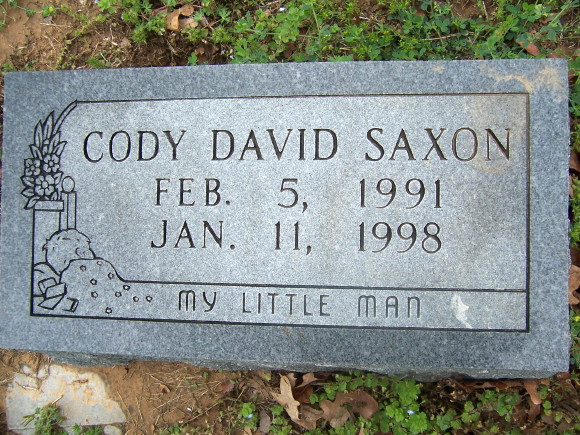 CODY DAVID SAXON
FEB. 5, 1991
JAN. 11, 1998
MY LITTLE MAN